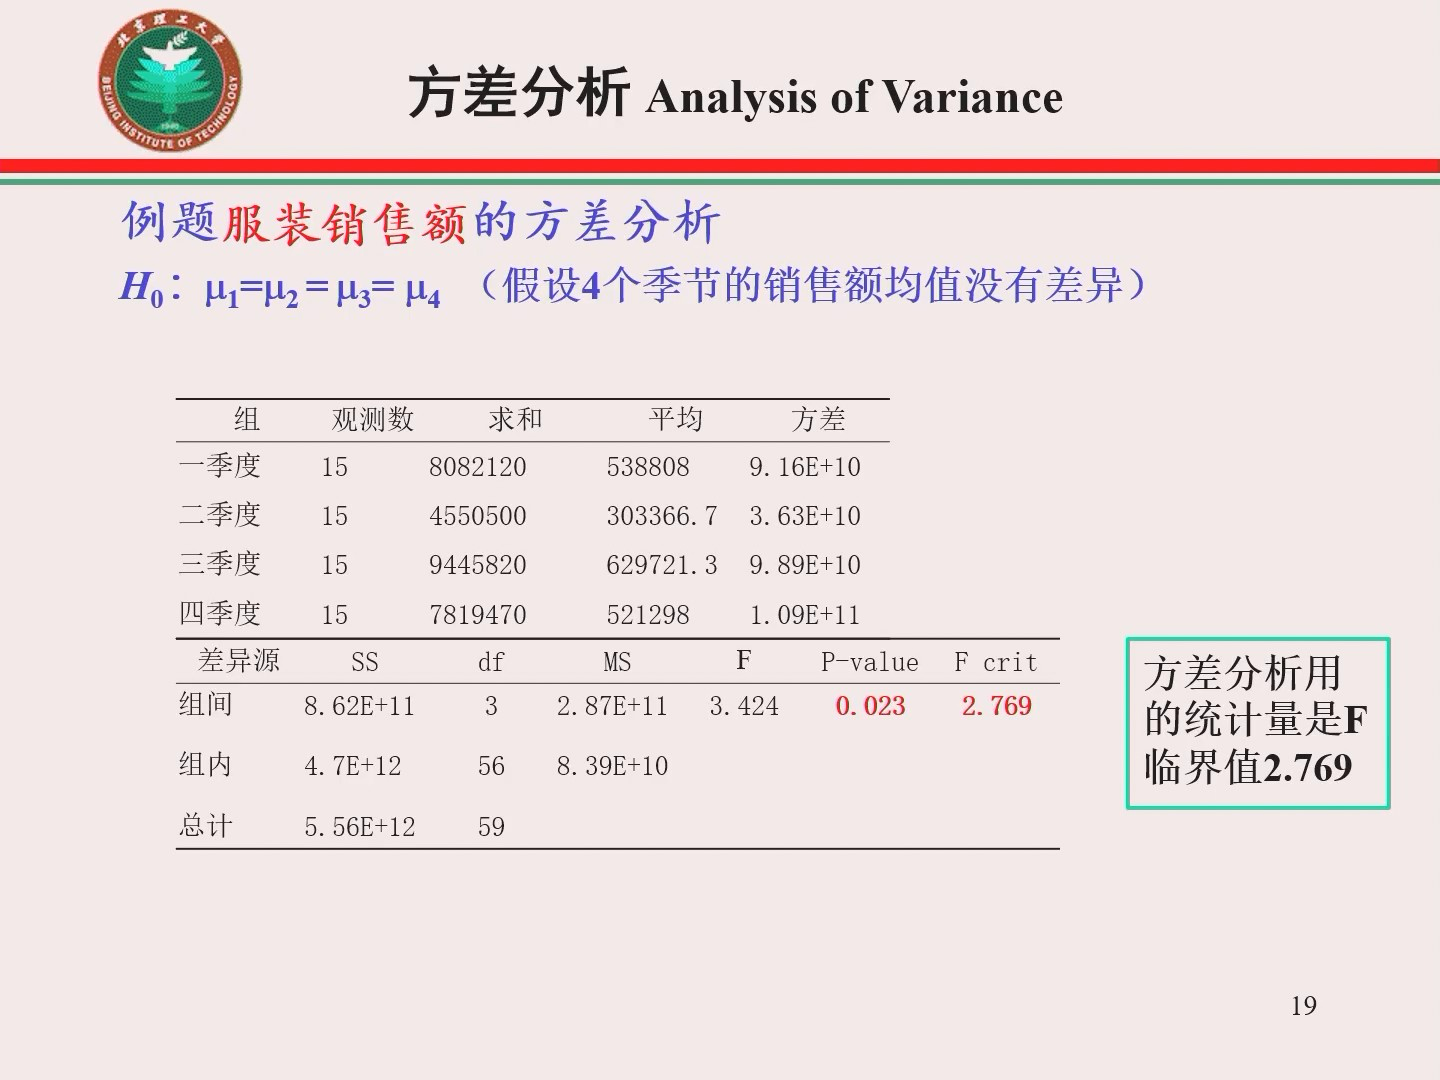 北京理工大学
BEIJING INSTITUTE OF TECHNOLOGY
1940
方差分析 Analysis of Variance
例题服装销售额的方差分析
H0：μ1=μ2 = μ3= μ4 （假设4个季节的销售额均值没有差异）
组 观测数 求和 平均 方差
一季度 15 8082120 538808 9.16E+10
二季度 15 4550500 303366.7 3.63E+10
三季度 15 9445820 629721.3 9.89E+10
四季度 15 7819470 521298 1.09E+11
差异源 SS df MS F P-value F crit
组间 8.62E+11 3 2.87E+11 3.424 0.023 2.769
组内 4.7E+12 56 8.39E+10
总计 5.56E+12 59
方差分析用
的统计量是F
临界值2.769
19